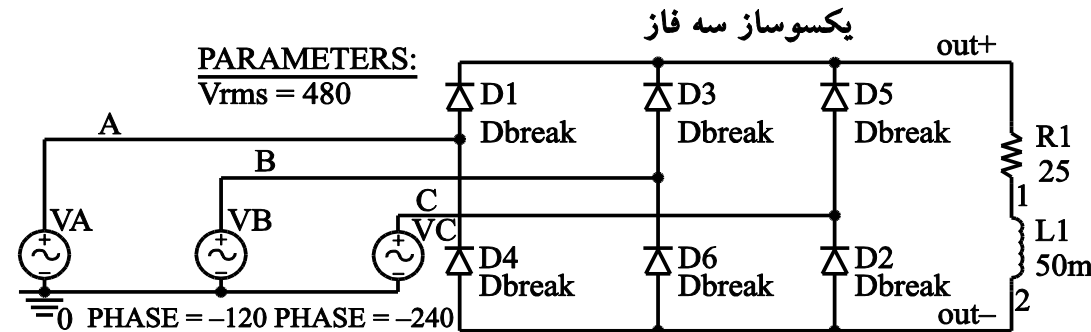 یکسوساز سه فاز
out+
PARAMETERS:
Vrms = 480
D1
Dbreak
D3
Dbreak
D5
Dbreak
A
R1
25
B
1
C
VA
VB
VC
L1
50m
D4
Dbreak
D6
Dbreak
D2
Dbreak
2
0
PHASE = –120
PHASE = –240
out–